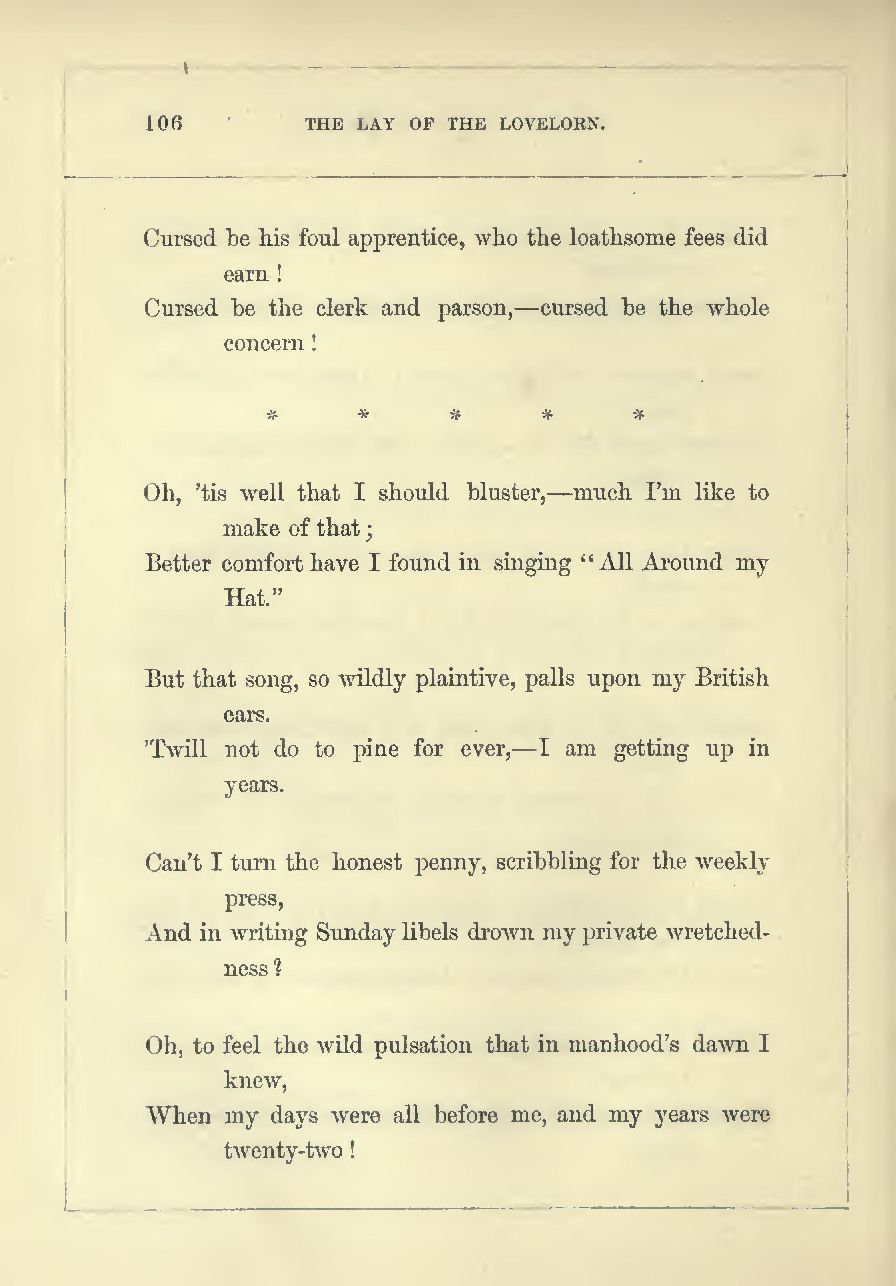 106 THE LAY OF THE LOVELORN.
Cursed be his foul apprentice, who the loathsome fees did
earn !
Cursed be the clerk and parson,—cursed be the whole
concern !
* * * * *
Oh, ’tis well that I should bluster,—much I’m like to
make of that ;
Better comfort have I found in singing “ All Around my
Hat.”
But that song, so wildly plaintive, palls upon my British
ears.
’Twill not do to pine for ever,—I am getting up in
years.
Can’t I turn the honest penny, scribbling for the weekly
press,
And in writing Sunday libels drown my private wretched-
ness ?
Oh, to feel the wild pulsation that in manhood’s dawn I
knew,
When my days were all before me, and my years were
twenty-two !